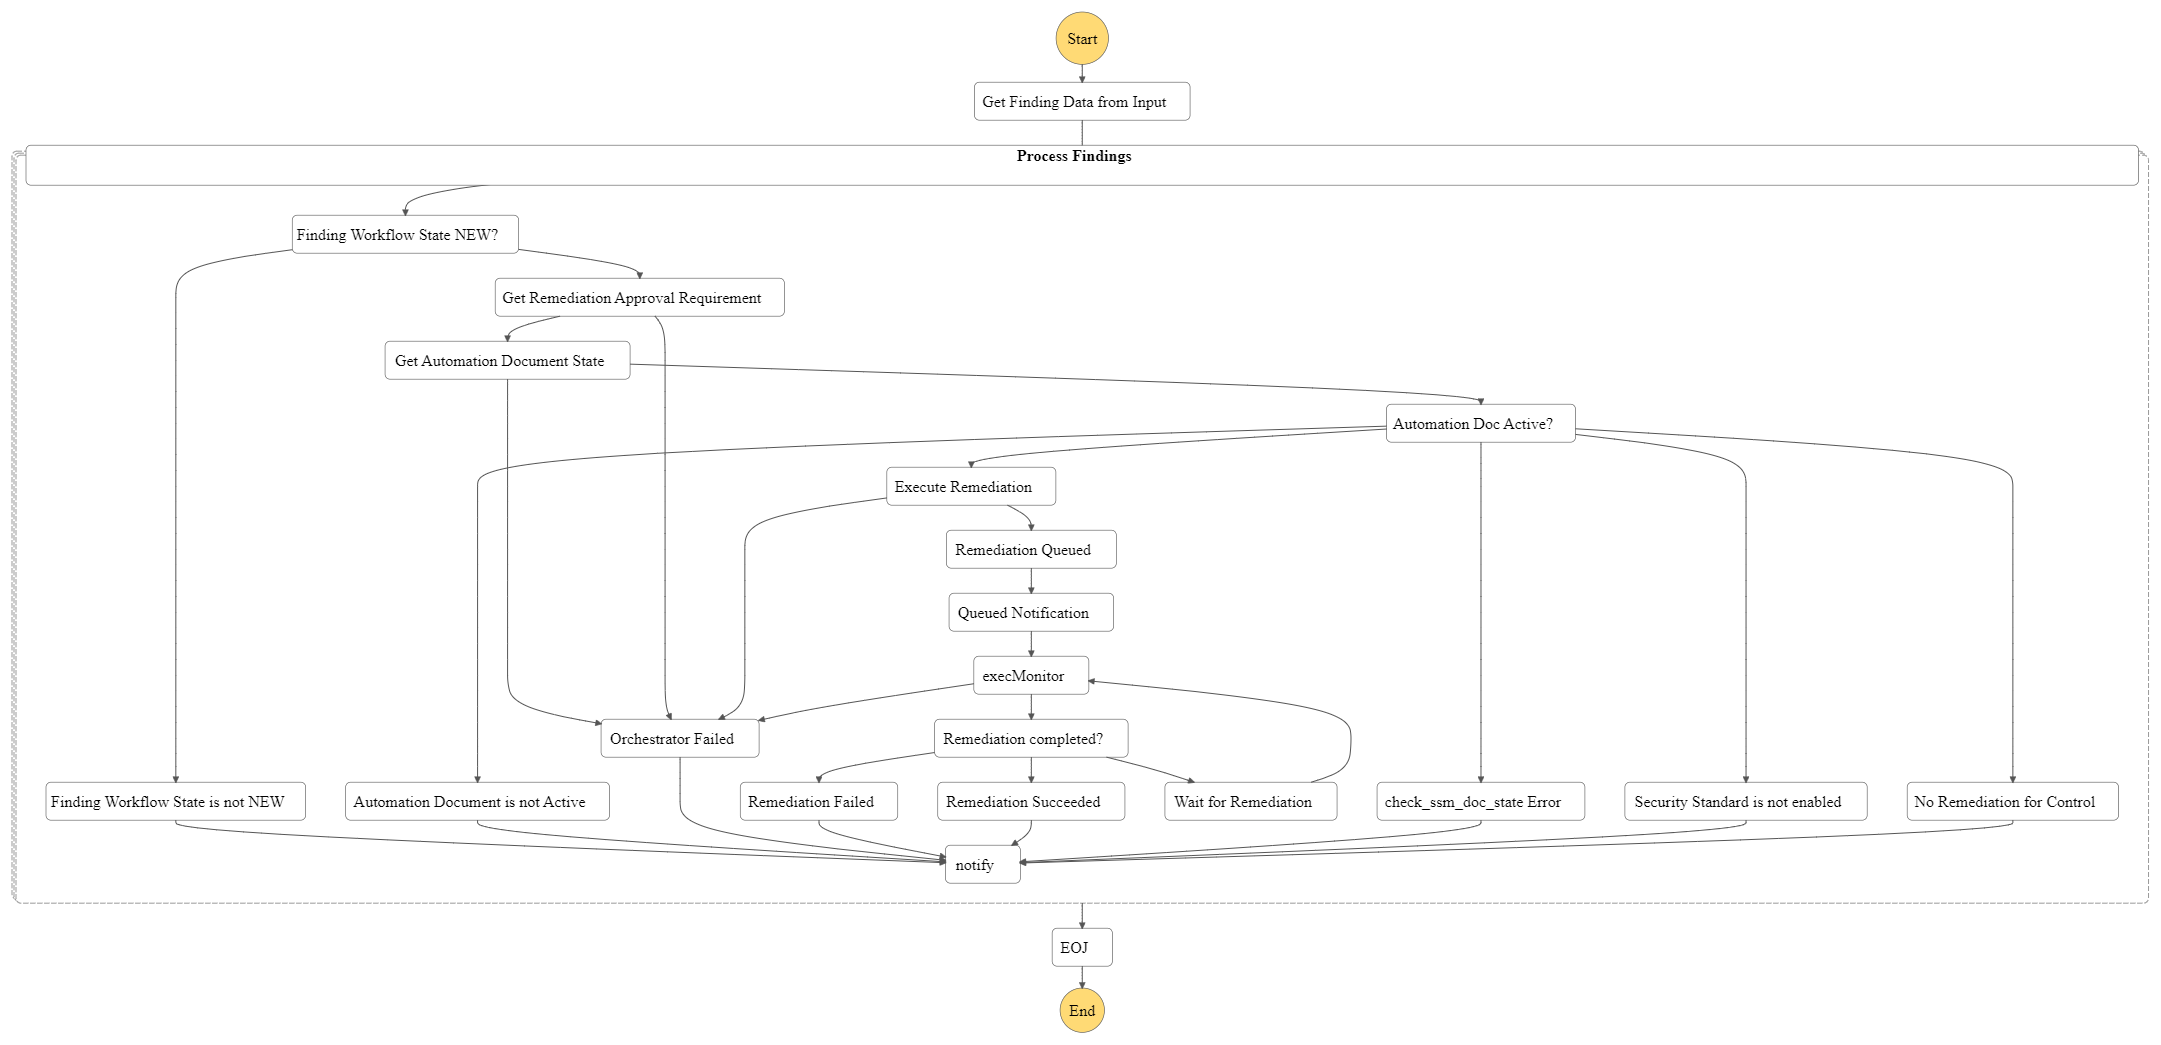 Start
Get Finding Data from Input
Process Findings
Finding Workflow State NEW?
Get Remediation Approval Requirement
Get Automation Document State
Automation Doc Active?
Execute Remediation
Remediation Queued
Queued Notification
execMonitor
Orchestrator Failed
Remediation completed?
Finding Workflow State is not NEW
Automation Document is not Active
Remediation Failed
Remediation Succeeded
Wait for Remediation
check_ssm_doc_state Error
Security Standard is not enabled
No Remediation for Control
notify
EOJ
End